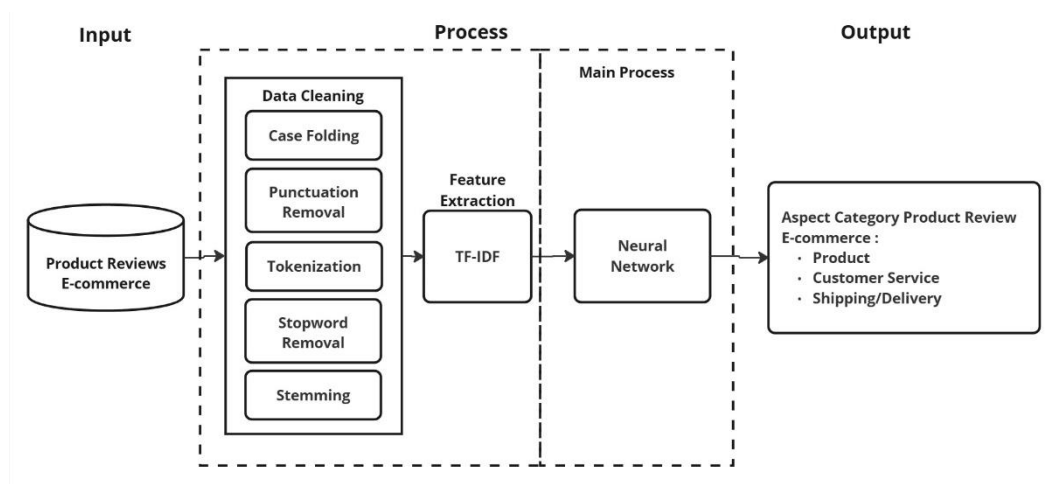 Input
Process
Output
Main Process
Data Cleaning
Case Folding
Punctuation
Removal
Tokenization
Stopword
Removal
Stemming
Feature
Extraction
TF-IDF
Neural
Network
Product Reviews
E-commerce
Aspect Category Product Review
E-commerce :
· Product
· Customer Service
· Shipping/Delivery